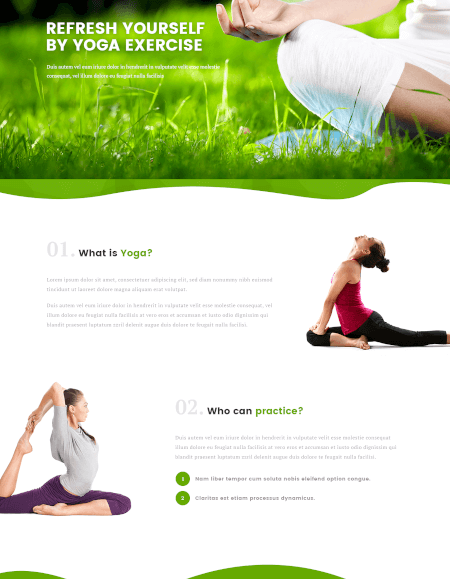 REFRESH YOURSELF
BY YOGA EXERCISE
Duis autem vel eum iriure dolor in hendrerit in vulputate velit esse molestie
consequat, vel illum dolore eu feugiat nulla facilisis
01. What is Yoga?
Lorem ipsum dolor sit amet, consectetuer adipiscing elit, sed diam nonummy nibh euismod
tincidunt ut laoreet dolore magna aliquam erat volutpat.
Duis autem vel eum iriure dolor in hendrerit in vulputate velit esse molestie consequat, vel
illum dolore eu feugiat nulla facilisis at vero eros et accumsan et iusto odio dignissim qui
blandit praesent luptatum zzril delenit augue duis dolore te feugait nulla facilisi.
02. Who can practice?
Duis autem vel eum iriure dolor in hendrerit in vulputate velit esse molestie consequat
illum dolore eu feugiat nulla facilisis at vero eros et accumsan et iusto odio dignissim qui
blandit praesent luptatum zzril delenit augue duis dolore te feugait nulla facilisi.
1 Nam liber tempor cum soluta nobis eleifend option congue.
2 Claritas est etiam processus dynamicus.